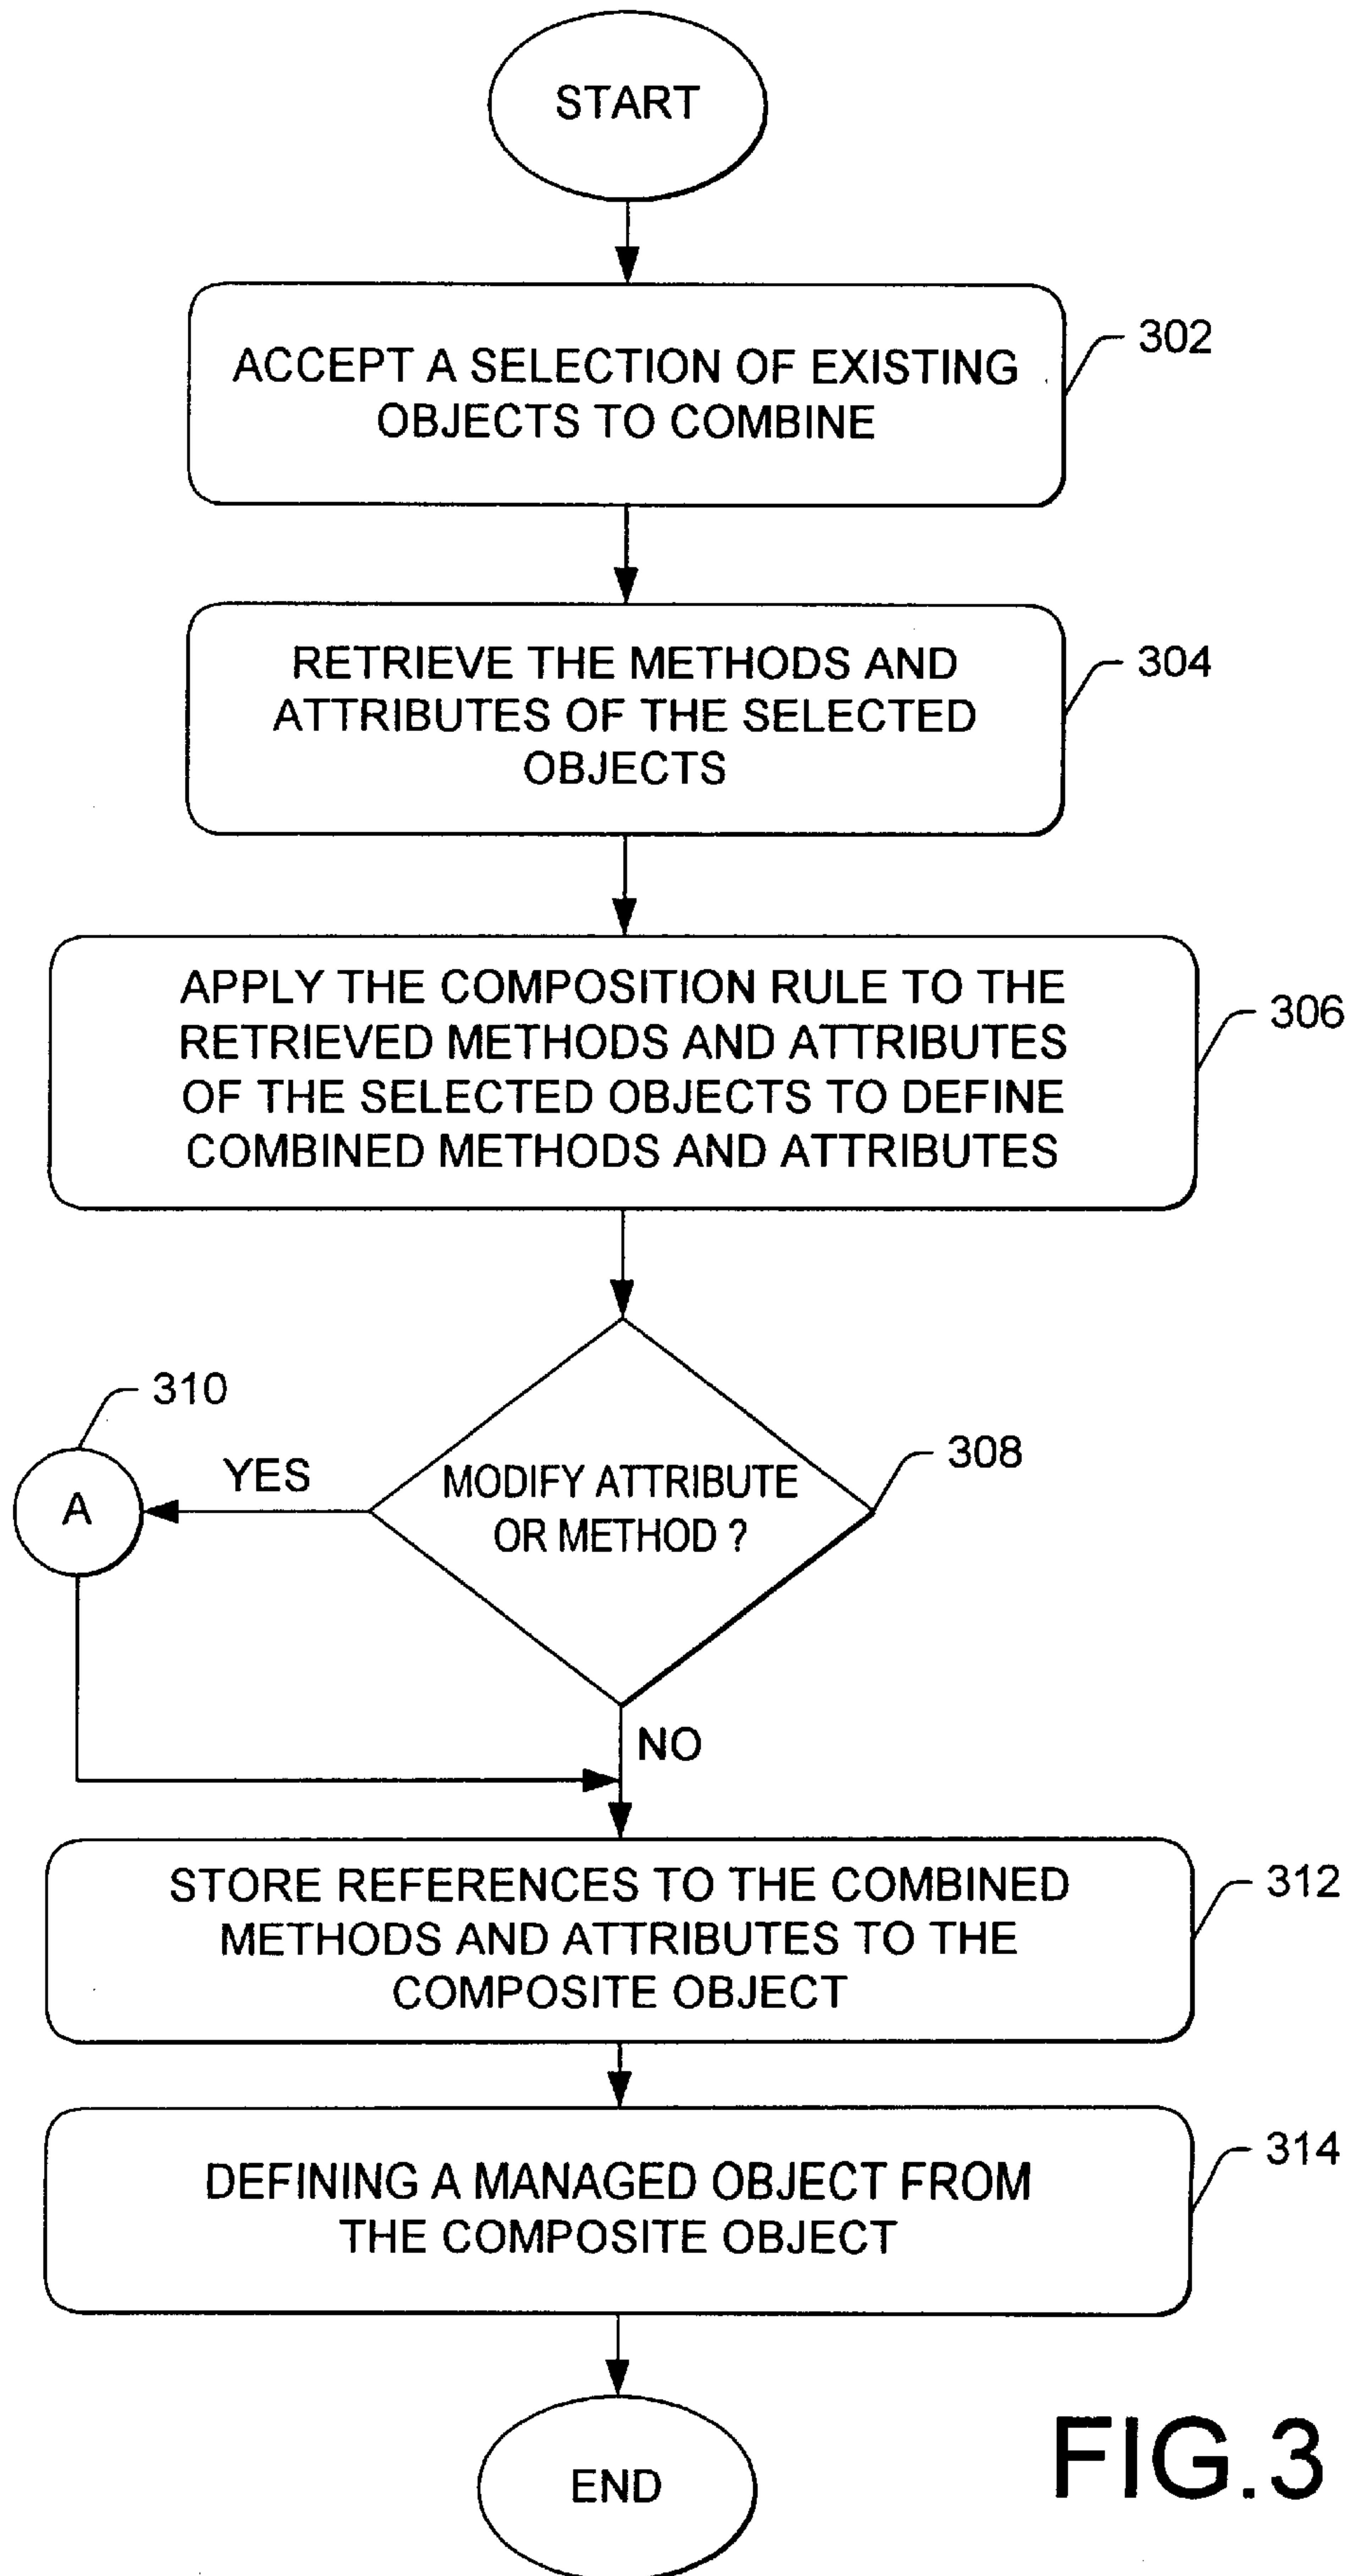 START
ACCEPT A SELECTION OF EXISTING
OBJECTS TO COMBINE
302
RETRIEVE THE METHODS AND
ATTRIBUTES OF THE SELECTED
OBJECTS
304
APPLY THE COMPOSITION RULE TO THE
RETRIEVED METHODS AND ATTRIBUTES
OF THE SELECTED OBJECTS TO DEFINE
COMBINED METHODS AND ATTRIBUTES
306
310
A
YES
MODIFY ATTRIBUTE
OR METHOD ?
308
NO
STORE REFERENCES TO THE COMBINED
METHODS AND ATTRIBUTES TO THE
COMPOSITE OBJECT
312
DEFINING A MANAGED OBJECT FROM
THE COMPOSITE OBJECT
314
END
FIG.3